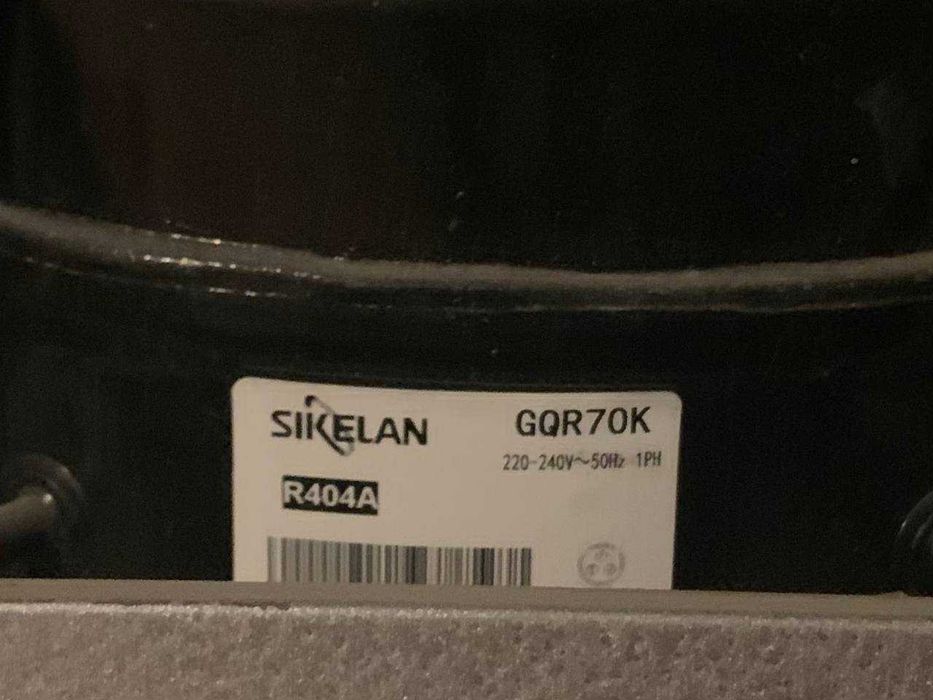 SIKELAN
GQR70K
220-240V～50Hz 1PH
R404A